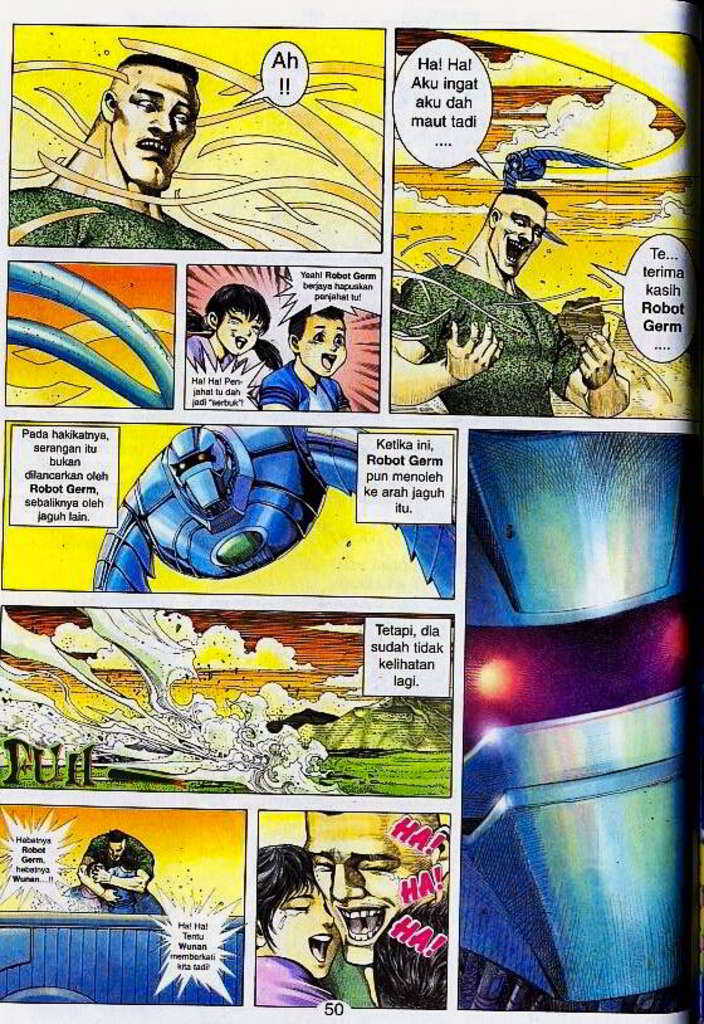 Ah
!!
Ha! Ha!
Aku ingat
aku dah
maut tadi
....
Te...
terima
kasih
Robot
Germ
....
Yeah! Robot Germ
berjaya hapuskan
penjahat tu!
Ha! Ha! Pen-
jahat tu dah
jadi "serbuk"!
Pada hakikatnya,
serangan itu
bukan
dilancarkan oleh
Robot Germ,
sebaliknya oleh
jaguh lain.
Ketika ini,
Robot Germ
pun menoleh
ke arah jaguh
itu.
Tetapi, dia
sudah tidak
kelihatan
lagi.
FUH
Hebatnya
Robot
Germ,
hebatnya
Wunan...!!
Ha! Ha!
Tentu
Wunan
memberkati
kita tadi!
HA!
HA!
HA!
50